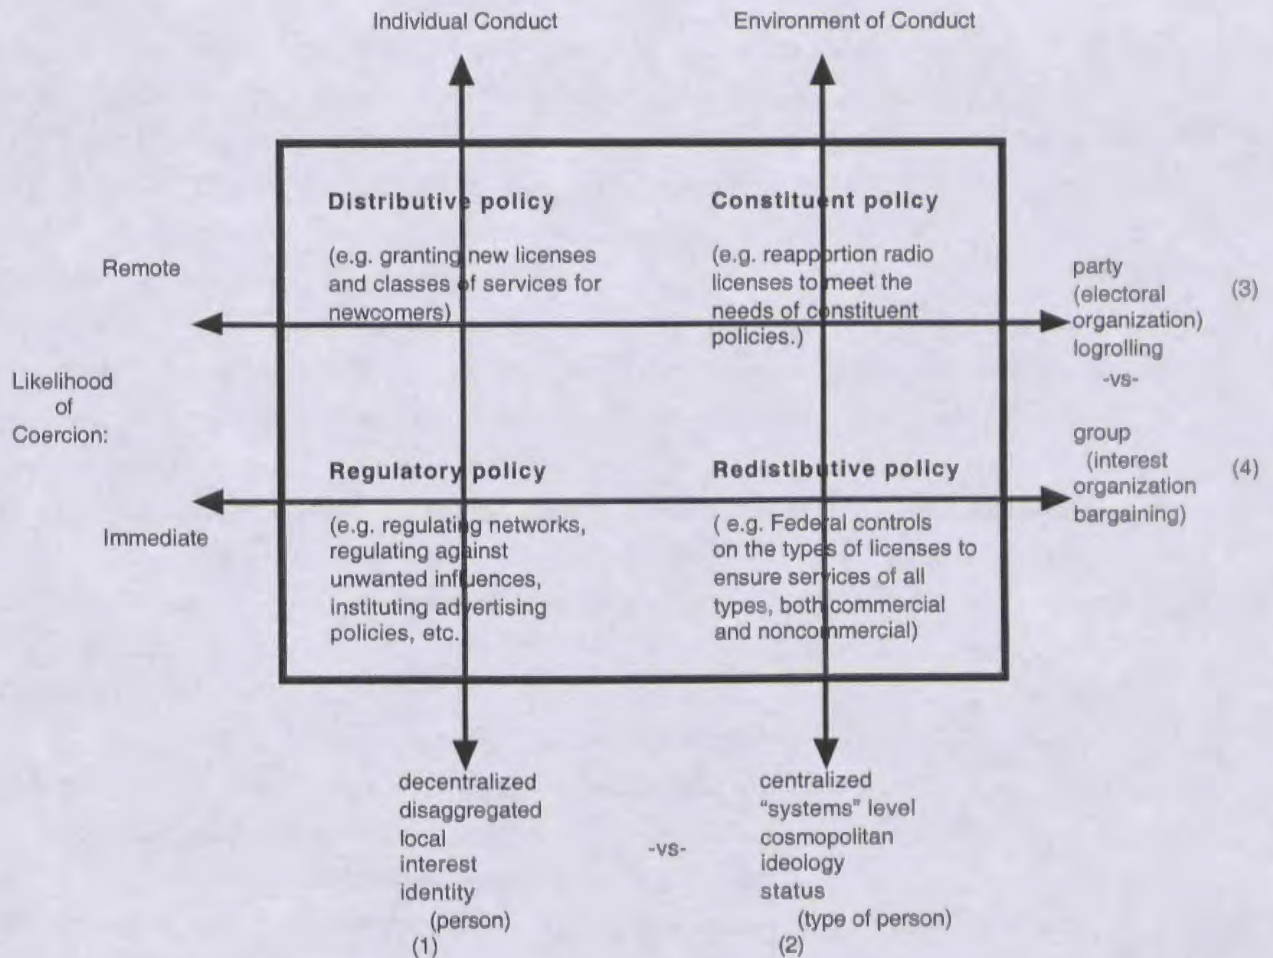 Individual Conduct
Environment of Conduct
Distributive policy
(e.g. granting new licenses
and classes of services for
newcomers)
Constituent policy
(e.g. reapportion radio
licenses to meet the
needs of constituent
policies.)
Remote
party
(electoral
organization)
logrolling
(3)
-vs-
Likelihood
of
Coercion:
group
(interest
organization
bargaining)
(4)
Immediate
Regulatory policy
(e.g. regulating networks,
regulating against
unwanted influences,
instituting advertising
policies, etc.
Redistibutive policy
( e.g. Federal controls
on the types of licenses to
ensure services of all
types, both commercial
and noncommercial)
decentralized
disaggregated
local
interest
identity
(person)
(1)
-vs-
centralized
"systems" level
cosmopolitan
ideology
status
(type of person)
(2)